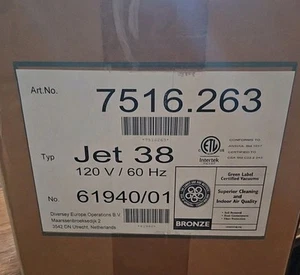 Art.No.
7516.263
Typ
Jet 38
120 V / 60 Hz
Intertek
No.
61940/01
Green Label
Certified Vacuums
Superior Cleaning
and
Indoor Air Quality
Diversey Europe Operations B.V.
Maarssenbroeksedijk 2
3542 DN Utrecht, Netherlands
BRONZE